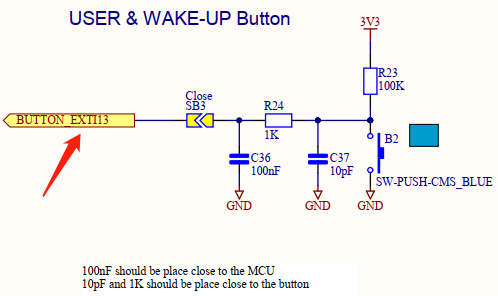 USER & WAKE-UP Button
3V3
R23
100K
Close
SB3
R24
BUTTON_EXTI13
1K
B2
C36
100nF
C37
10pF
SW-PUSH-CMS_BLUE
GND
GND
GND
100nF should be place close to the MCU
10pF and 1K should be place close to the button